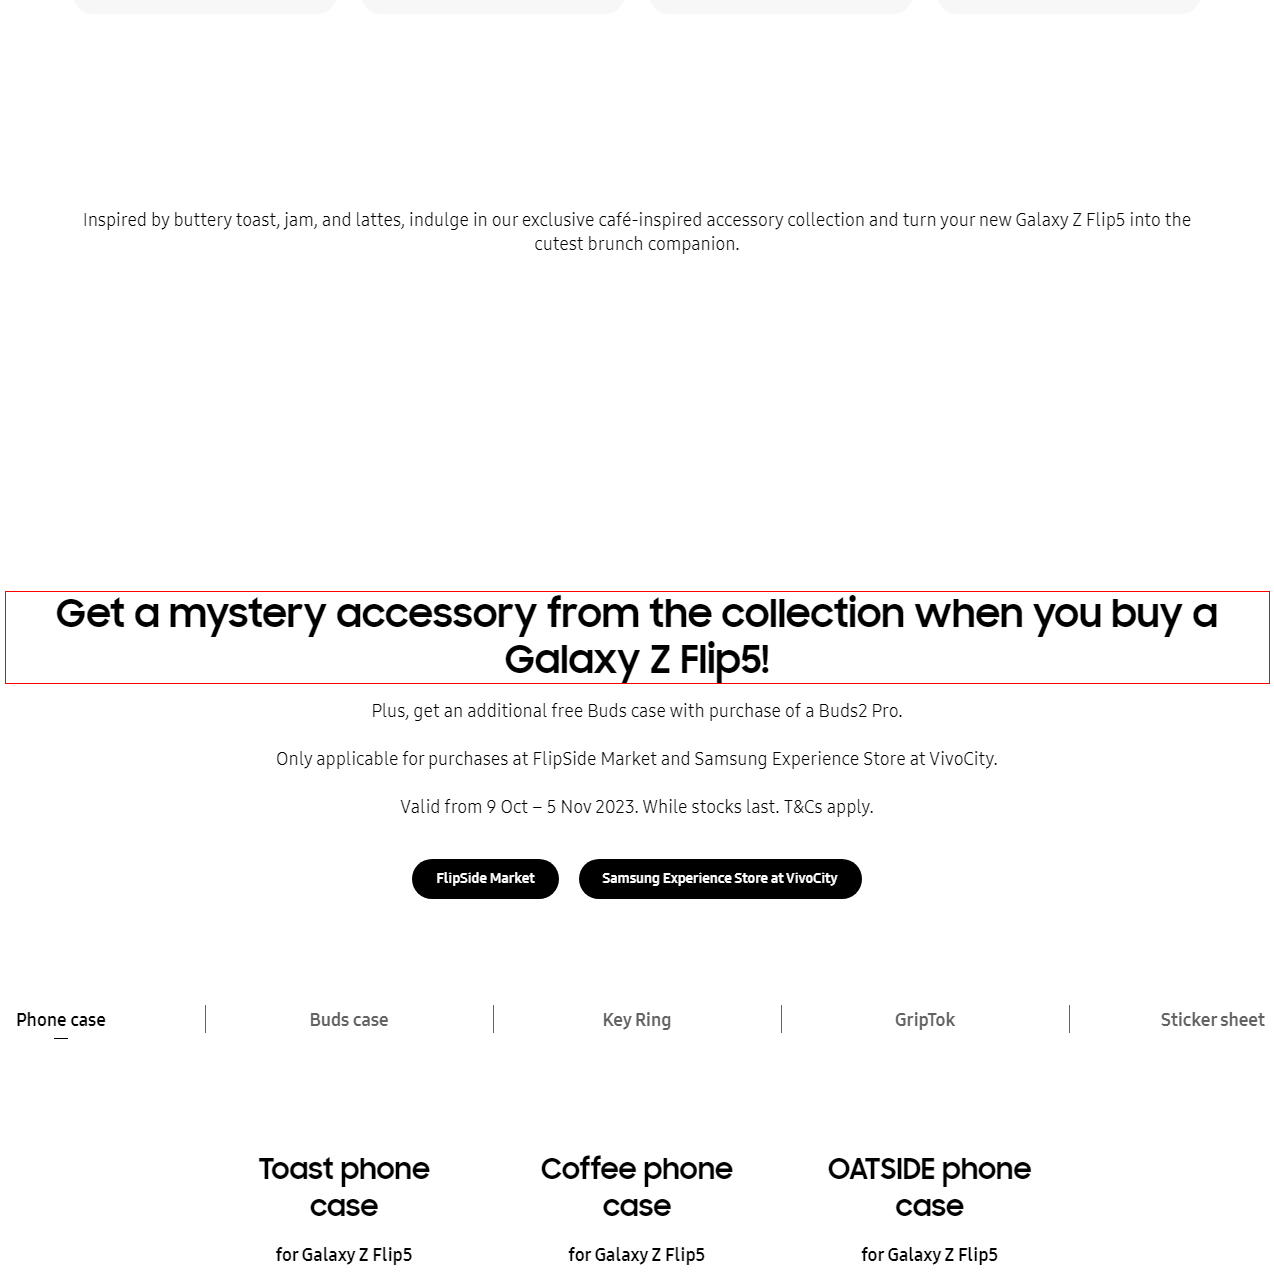 Inspired by buttery toast, jam, and lattes, indulge in our exclusive café-inspired accessory collection and turn your new Galaxy Z Flip5 into the
cutest brunch companion.
Get a mystery accessory from the collection when you buy a
Galaxy Z Flip5!
Plus, get an additional free Buds case with purchase of a Buds2 Pro.
Only applicable for purchases at FlipSide Market and Samsung Experience Store at VivoCity.
Valid from 9 Oct – 5 Nov 2023. While stocks last. T&Cs apply.
FlipSide Market Samsung Experience Store at VivoCity
Phone case Buds case Key Ring GripTok Sticker sheet
Toast phone
case
for Galaxy Z Flip5
Coffee phone
case
for Galaxy Z Flip5
OATSIDE phone
case
for Galaxy Z Flip5